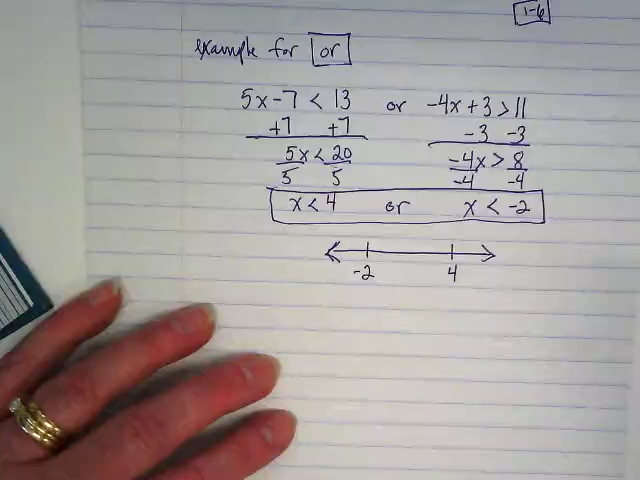 1-6
example for or
5x-7 < 13 or -4x+3 > 11
+7 +7 -3 -3
5x < 20 -4x > 8
5 5 -4 -4
x < 4 or x < -2
-2 4